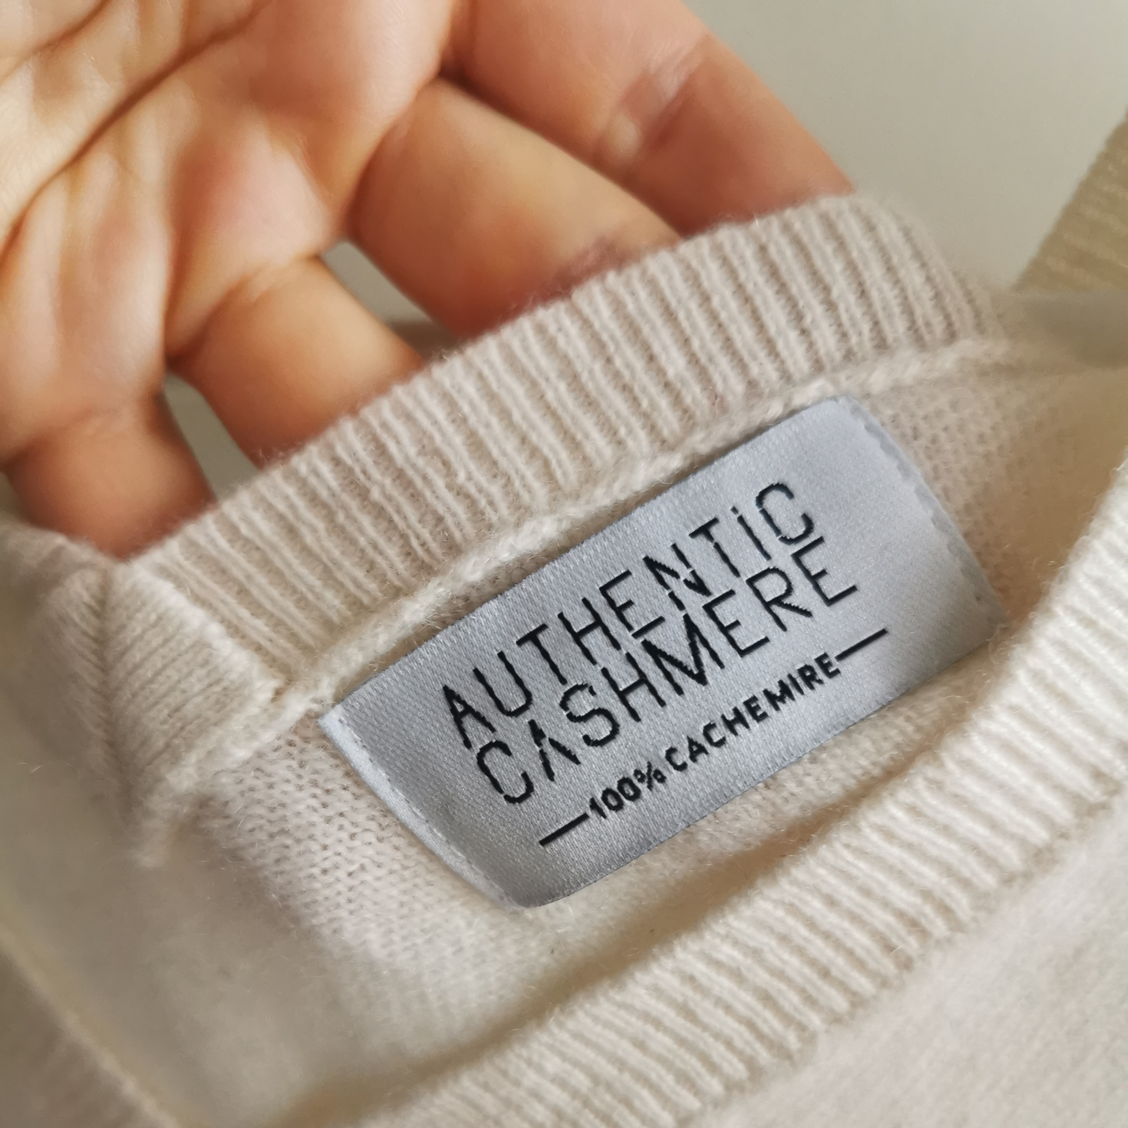 AUTHENTiC
CASHMERE
—100% CACHEMIRE—